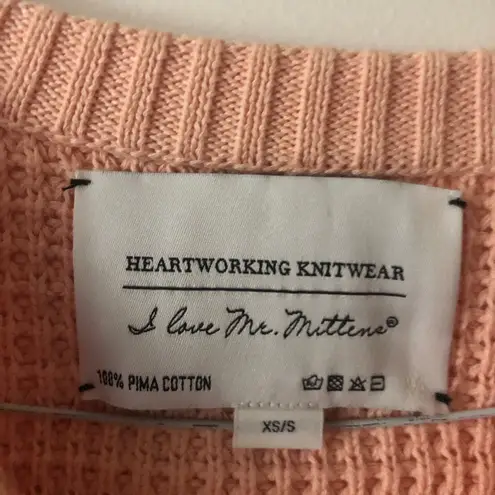 HEARTWORKING KNITWEAR
I love Mr. Mittens®
100% PIMA COTTON
XS/S